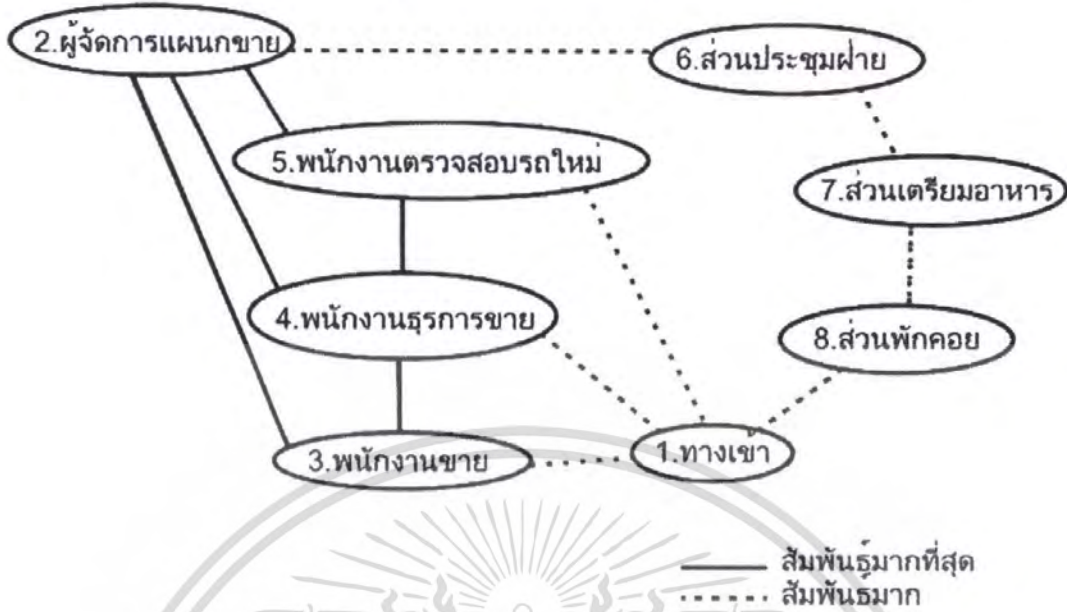 2.ผู้จัดการแผนกขาย
6.ส่วนประชุมฝ่าย
5.พนักงานตรวจสอบรถใหม่
7.ส่วนเตรียมอาหาร
4.พนักงานธุรการขาย
8.ส่วนพักคอย
3.พนักงานขาย
1.ทางเข้า
สัมพันธ์มากที่สุด
สัมพันธ์มาก